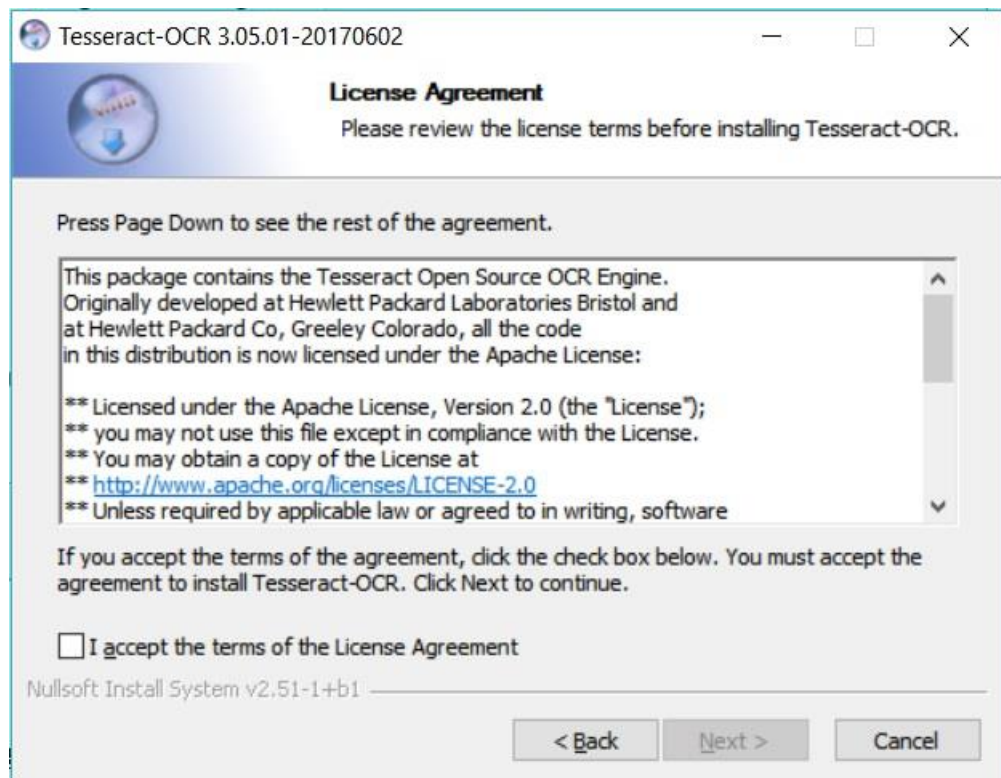 Tesseract-OCR 3.05.01-20170602
License Agreement
Please review the license terms before installing Tesseract-OCR.
Press Page Down to see the rest of the agreement.
This package contains the Tesseract Open Source OCR Engine.
Originally developed at Hewlett Packard Laboratories Bristol and
at Hewlett Packard Co, Greeley Colorado, all the code
in this distribution is now licensed under the Apache License:
** Licensed under the Apache License, Version 2.0 (the "License");
** you may not use this file except in compliance with the License.
** You may obtain a copy of the License at
** http://www.apache.org/licenses/LICENSE-2.0
** Unless required by applicable law or agreed to in writing, software
If you accept the terms of the agreement, click the check box below. You must accept the
agreement to install Tesseract-OCR. Click Next to continue.
I accept the terms of the License Agreement
Nullsoft Install System v2.51-1+b1
< Back Next > Cancel